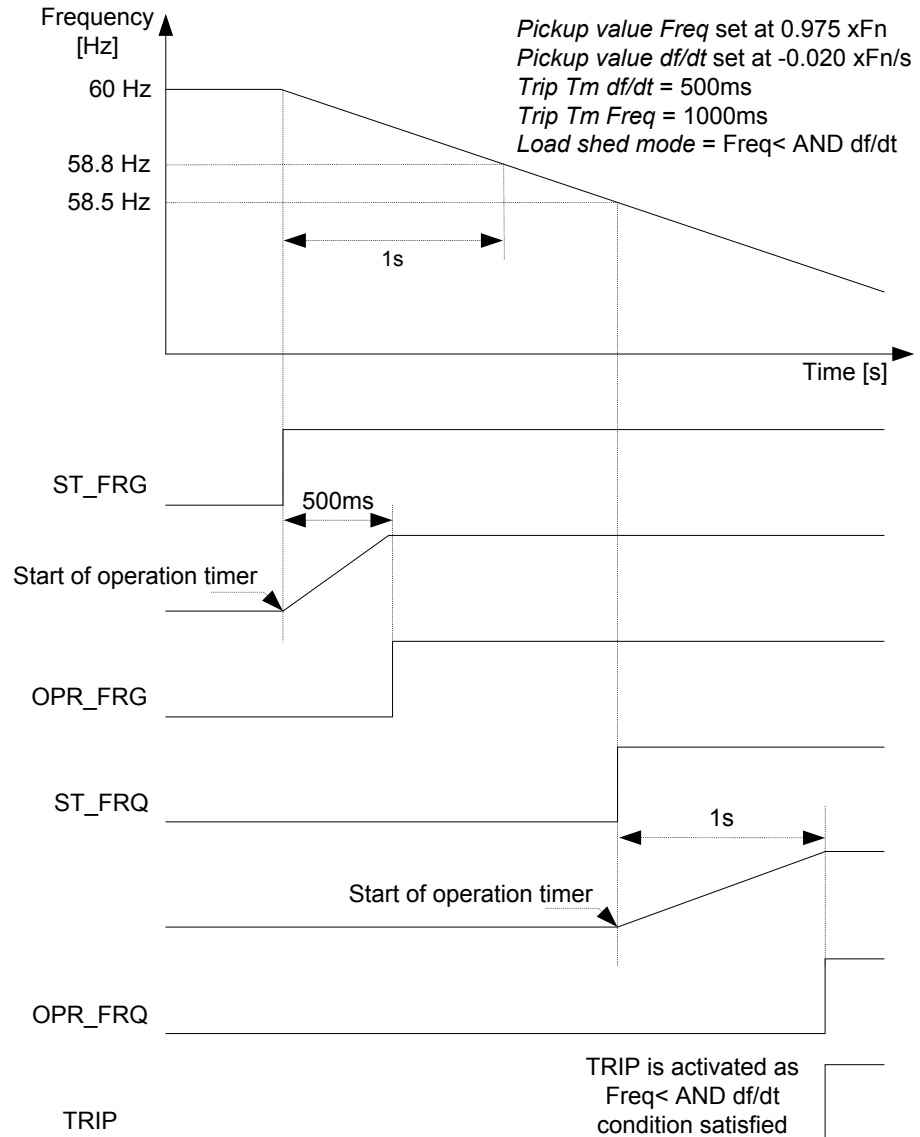 Frequency
[Hz]
Pickup value Freq set at 0.975 xFn
Pickup value df/dt set at -0.020 xFn/s
Trip Tm df/dt = 500ms
Trip Tm Freq = 1000ms
Load shed mode = Freq< AND df/dt
60 Hz
58.8 Hz
58.5 Hz
1s
Time [s]
ST_FRG
500ms
Start of operation timer
OPR_FRG
ST_FRQ
1s
Start of operation timer
OPR_FRQ
TRIP is activated as
Freq< AND df/dt
condition satisfied
TRIP